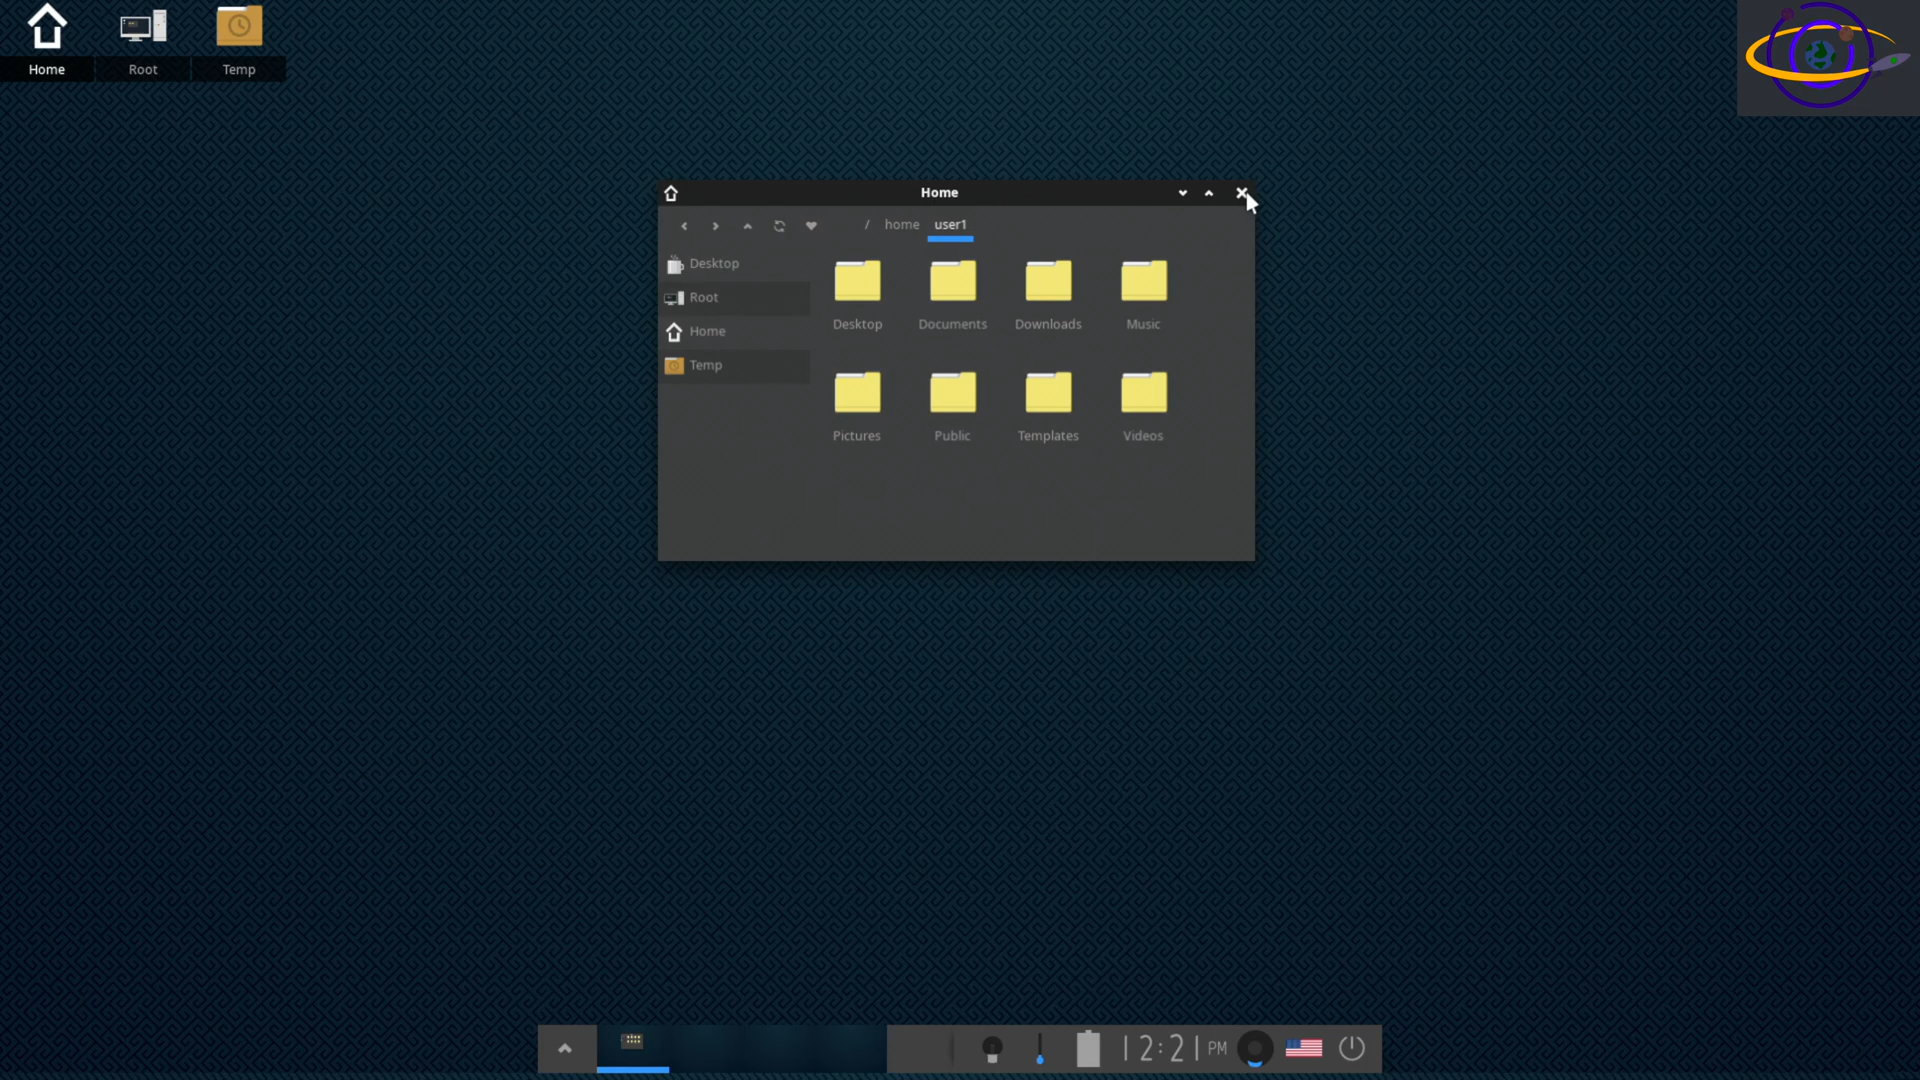 Home Root Temp
Home
/ home user1
Desktop
Root
Home
Temp
Desktop Documents Downloads Music
Pictures Public Templates Videos
12:21 PM